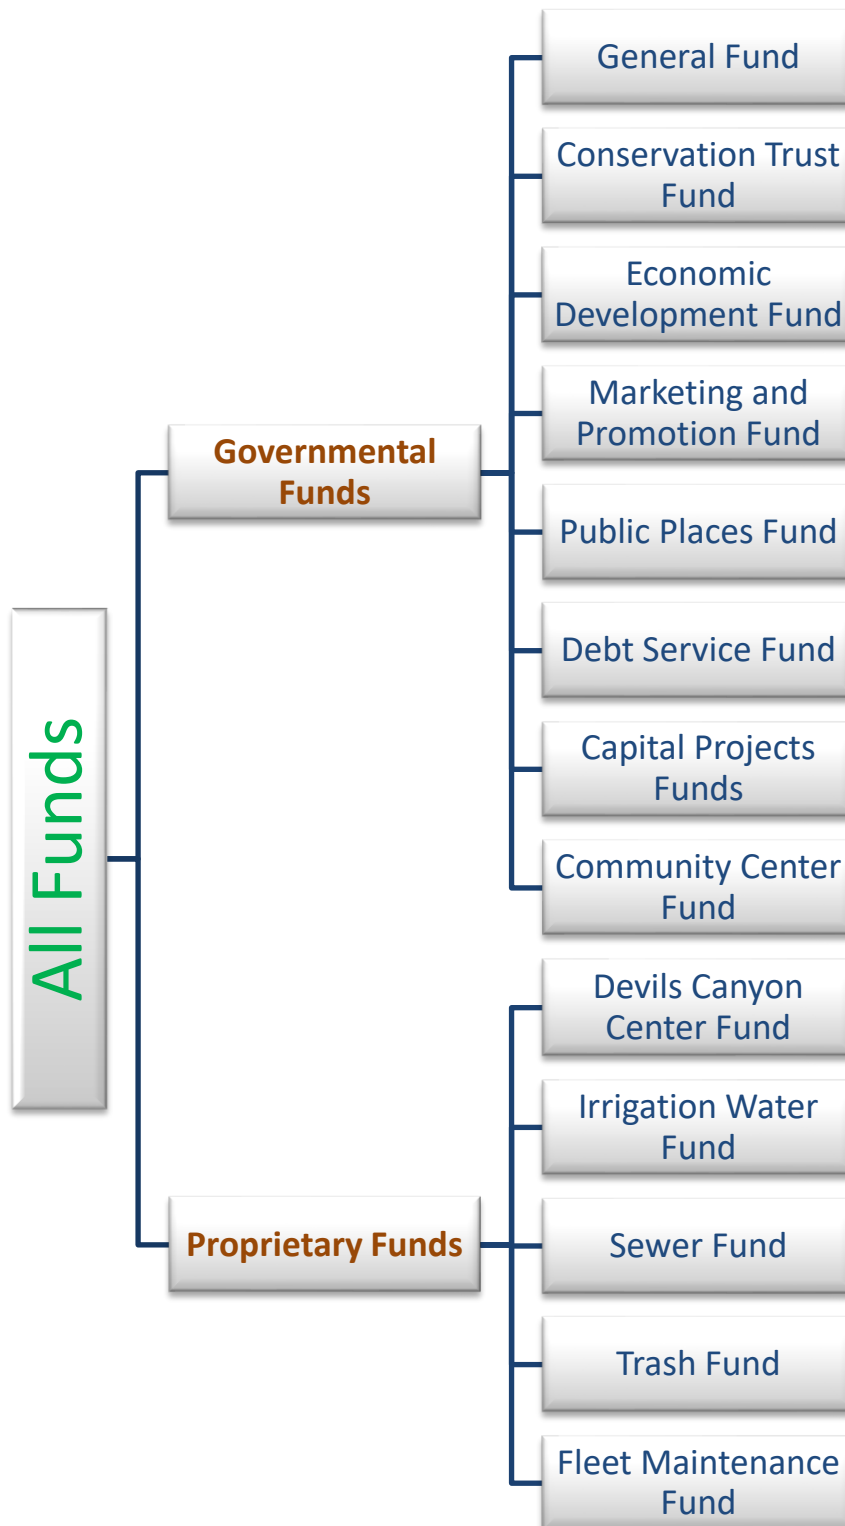 General Fund
Conservation Trust
Fund
Economic
Development Fund
Marketing and
Promotion Fund
Governmental
Funds
Public Places Fund
Debt Service Fund
Capital Projects
Funds
Community Center
Fund
All Funds
Devils Canyon
Center Fund
Irrigation Water
Fund
Proprietary Funds
Sewer Fund
Trash Fund
Fleet Maintenance
Fund